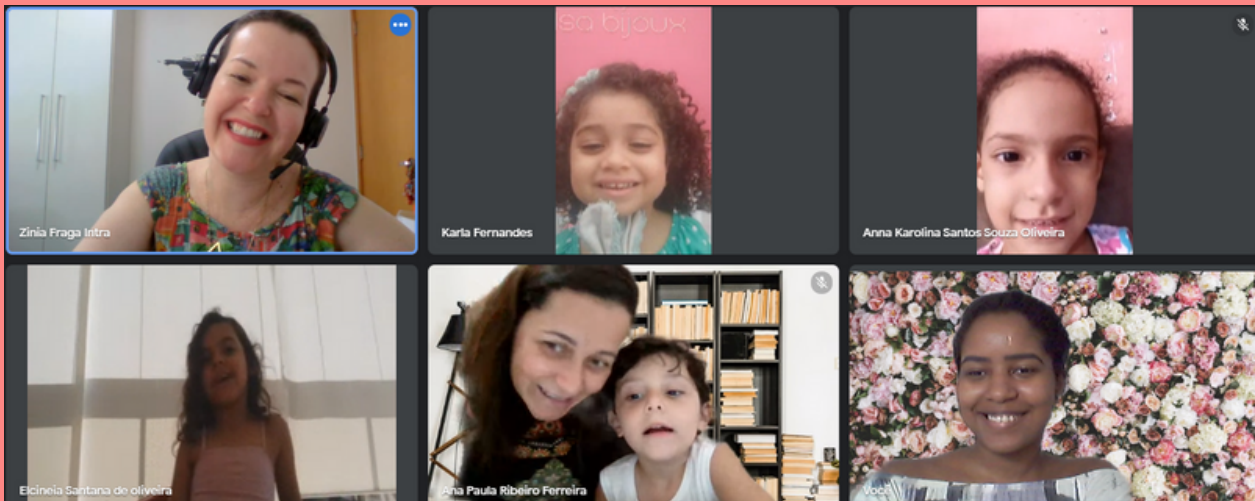 Isa bijoux
Zinia Fraga Intra
Karla Fernandes
Anna Karolina Santos Souza Oliveira
Elcineia Santana de oliveira
Ana Paula Ribeiro Ferreira
Você